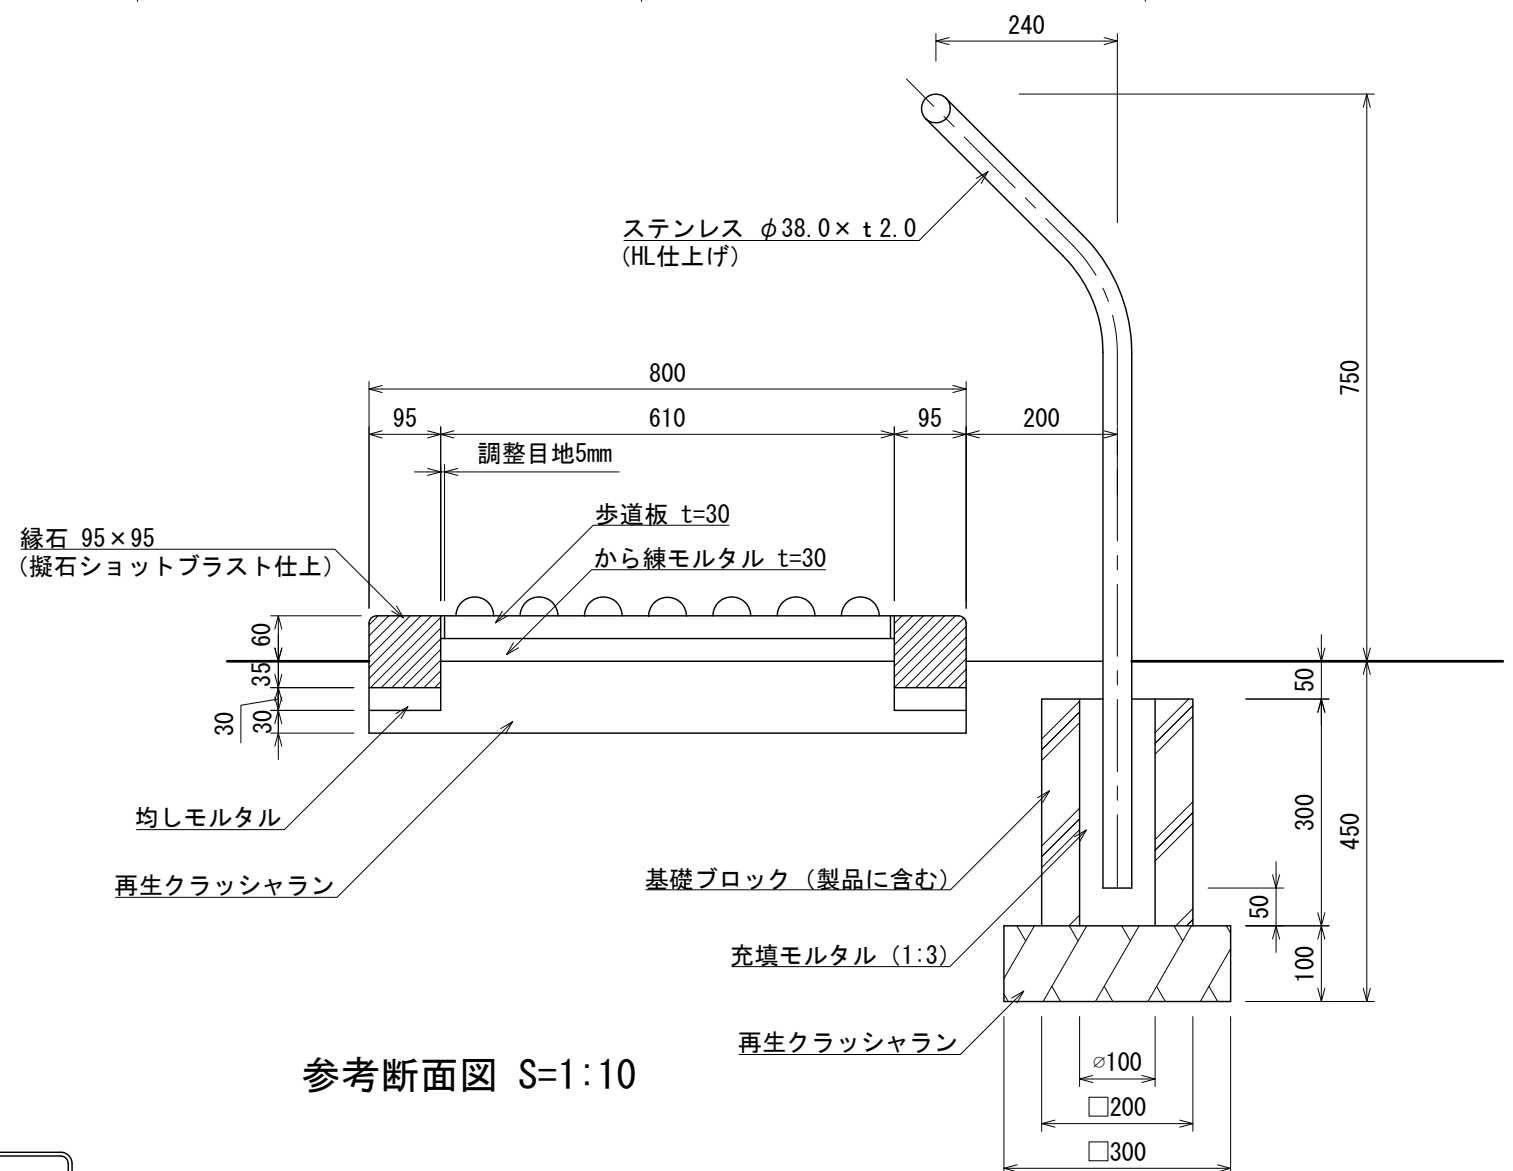 240
ステンレス φ38.0× t 2.0
(HL仕上げ)
750
800
95
610
95
200
調整目地5mm
歩道板 t=30
から練モルタル t=30
縁石 95×95
(擬石ショットブラスト仕上)
60
35
30
30
50
300
450
50
100
均しモルタル
再生クラッシャラン
基礎ブロック (製品に含む)
充填モルタル (1:3)
再生クラッシャラン
参考断面図 S=1:10
⌀100
□200
□300